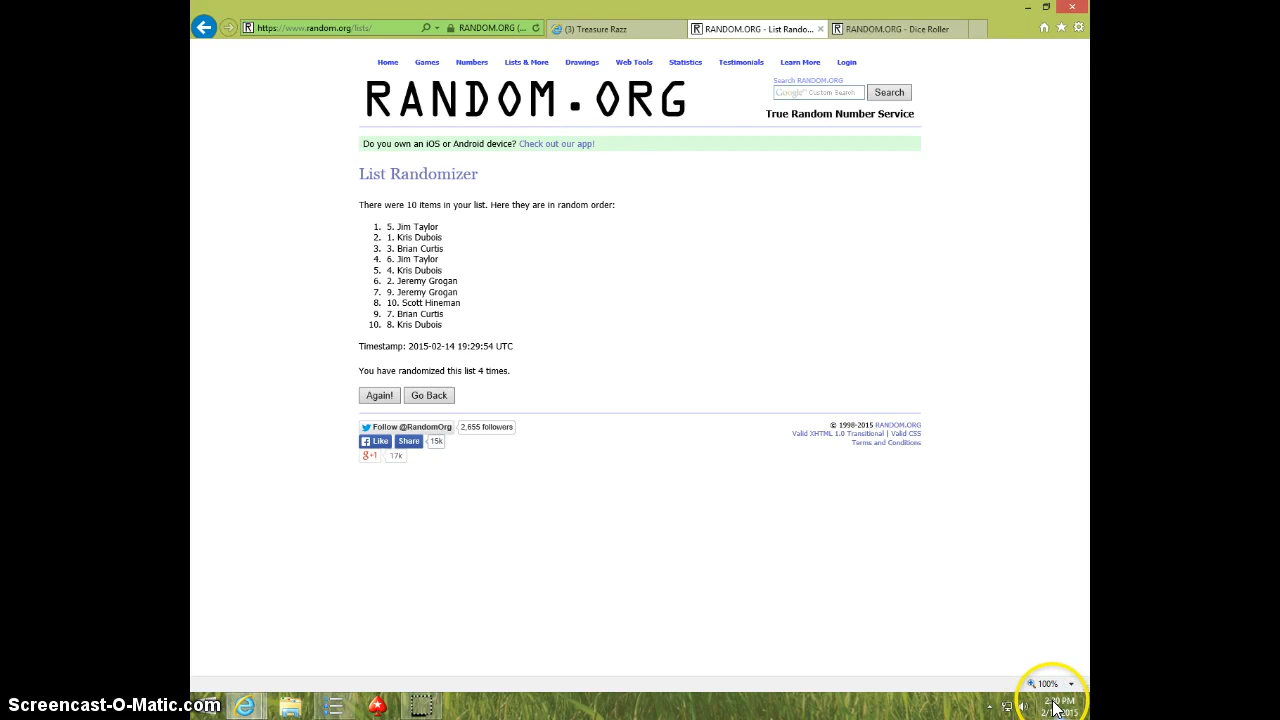 https://www.random.org/lists/
RANDOM.ORG (...
(3) Treasure Razz
RANDOM.ORG - List Rando...
RANDOM.ORG - Dice Roller
Home Games Numbers Lists & More Drawings Web Tools Statistics Testimonials Learn More Login
RANDOM.ORG
Search RANDOM.ORG
Google™ Custom Search
Search
True Random Number Service
Do you own an iOS or Android device? Check out our app!
List Randomizer
There were 10 items in your list. Here they are in random order:
1. 5. Jim Taylor
2. 1. Kris Dubois
3. 3. Brian Curtis
4. 6. Jim Taylor
5. 4. Kris Dubois
6. 2. Jeremy Grogan
7. 9. Jeremy Grogan
8. 10. Scott Hineman
9. 7. Brian Curtis
10. 8. Kris Dubois
Timestamp: 2015-02-14 19:29:54 UTC
You have randomized this list 4 times.
Again! Go Back
Follow @RandomOrg 2,655 followers
Like Share 15k
g+1 17k
© 1998-2015 RANDOM.ORG
Valid XHTML 1.0 Transitional | Valid CSS
Terms and Conditions
100%
PM
Screencast-O-Matic.com